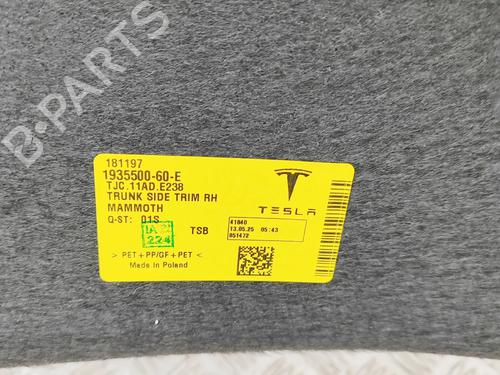 B-PARTS
181197
1935500-60-E
TJC.11AD.E238
TRUNK SIDE TRIM RH
MAMMOTH
Q-ST: 01S
TSB
TESLA
41840
13.05.25 05:43
851472
> PET+PP/GF+PET <
Made in Poland